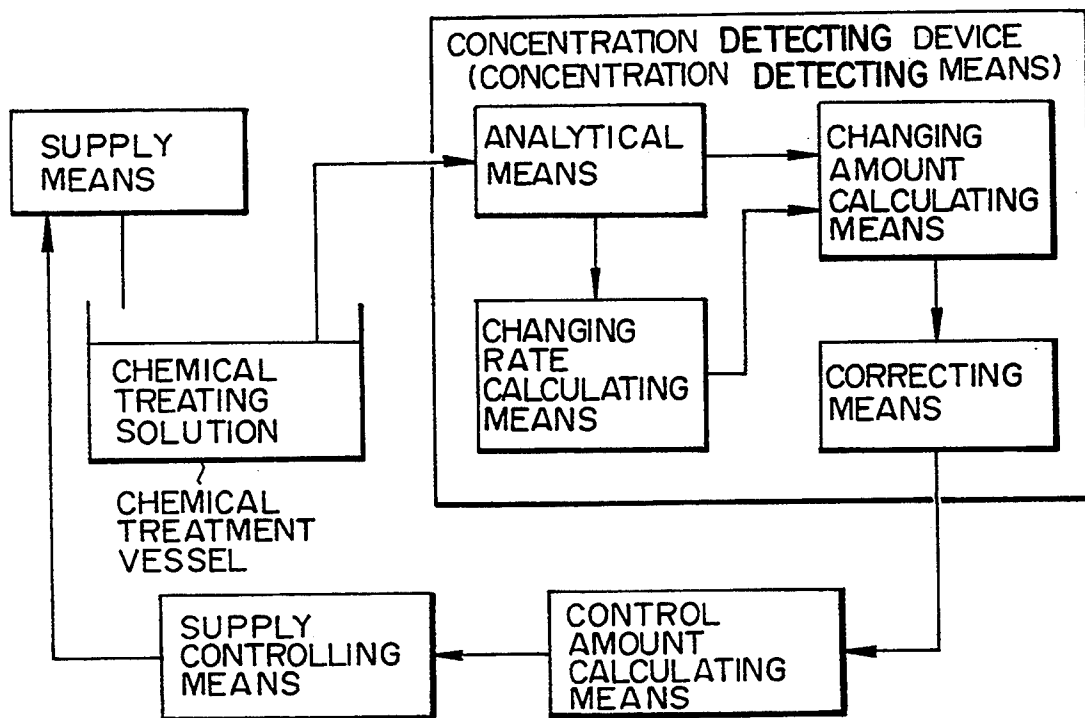 CONCENTRATION DETECTING DEVICE
(CONCENTRATION DETECTING MEANS)
SUPPLY
MEANS
ANALYTICAL
MEANS
CHANGING
AMOUNT
CALCULATING
MEANS
CHEMICAL
TREATING
SOLUTION
CHANGING
RATE
CALCULATING
MEANS
CORRECTING
MEANS
CHEMICAL
TREATMENT
VESSEL
SUPPLY
CONTROLLING
MEANS
CONTROL
AMOUNT
CALCULATING
MEANS